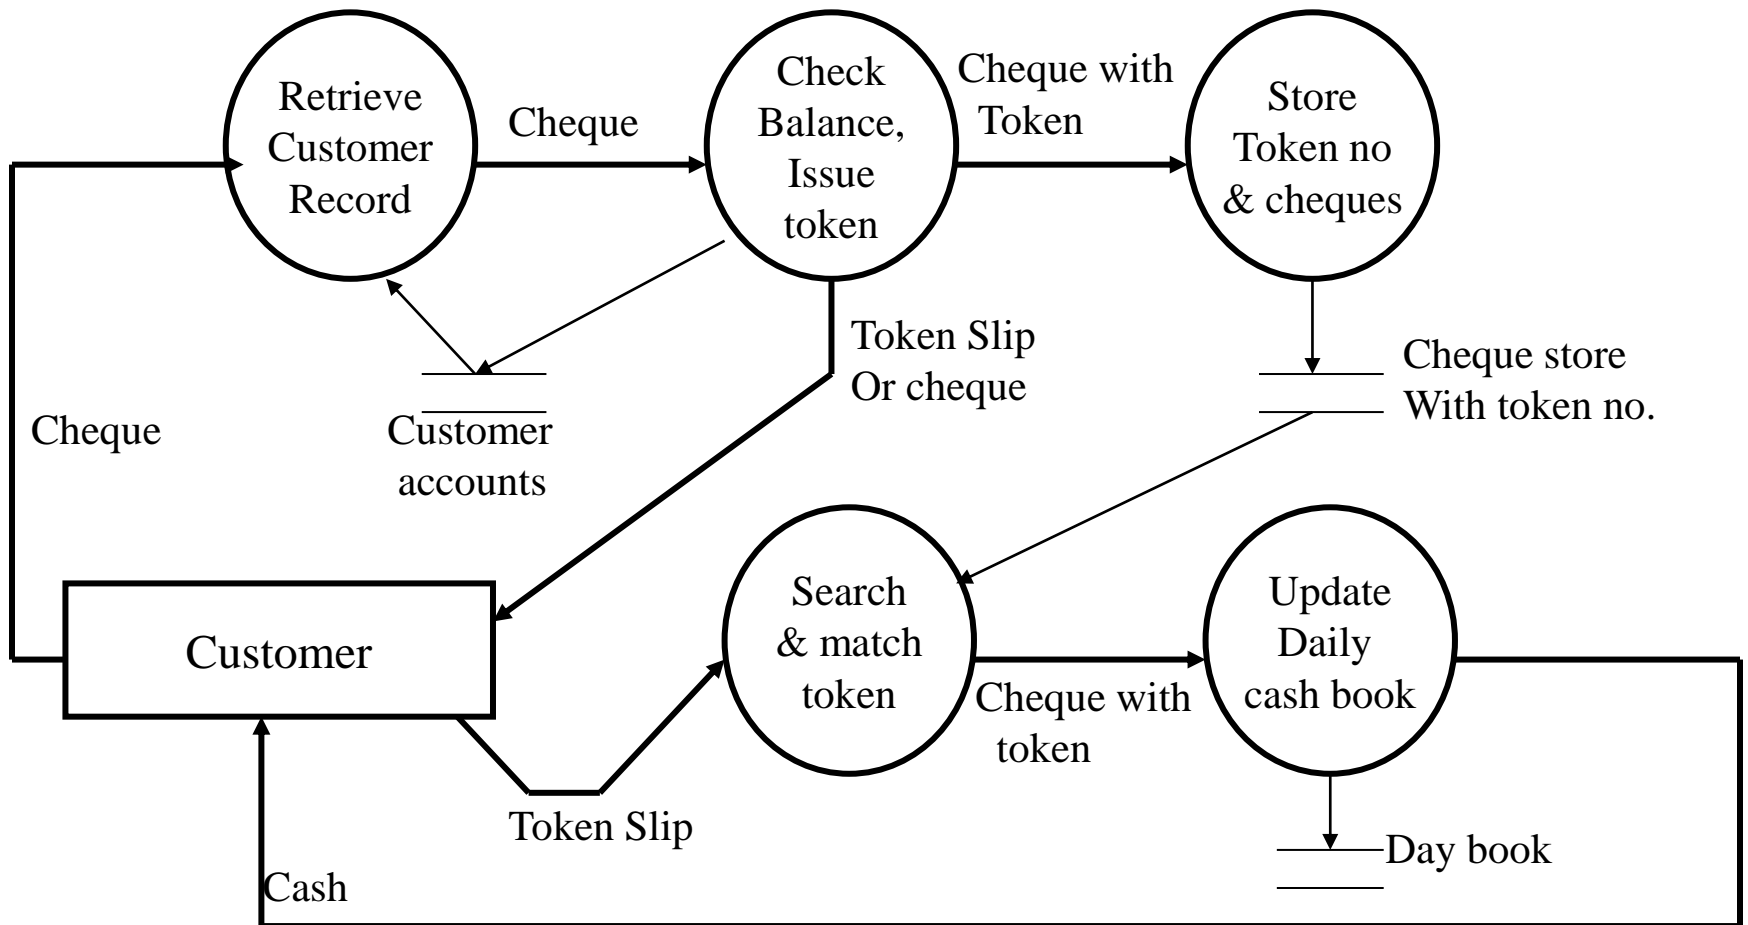 Retrieve
Customer
Record
Cheque
Check
Balance,
Issue
token
Cheque with
Token
Store
Token no
& cheques
Token Slip
Or cheque
Cheque store
With token no.
Cheque
Customer
accounts
Customer
Search
& match
token
Cheque with
token
Update
Daily
cash book
Token Slip
Day book
Cash